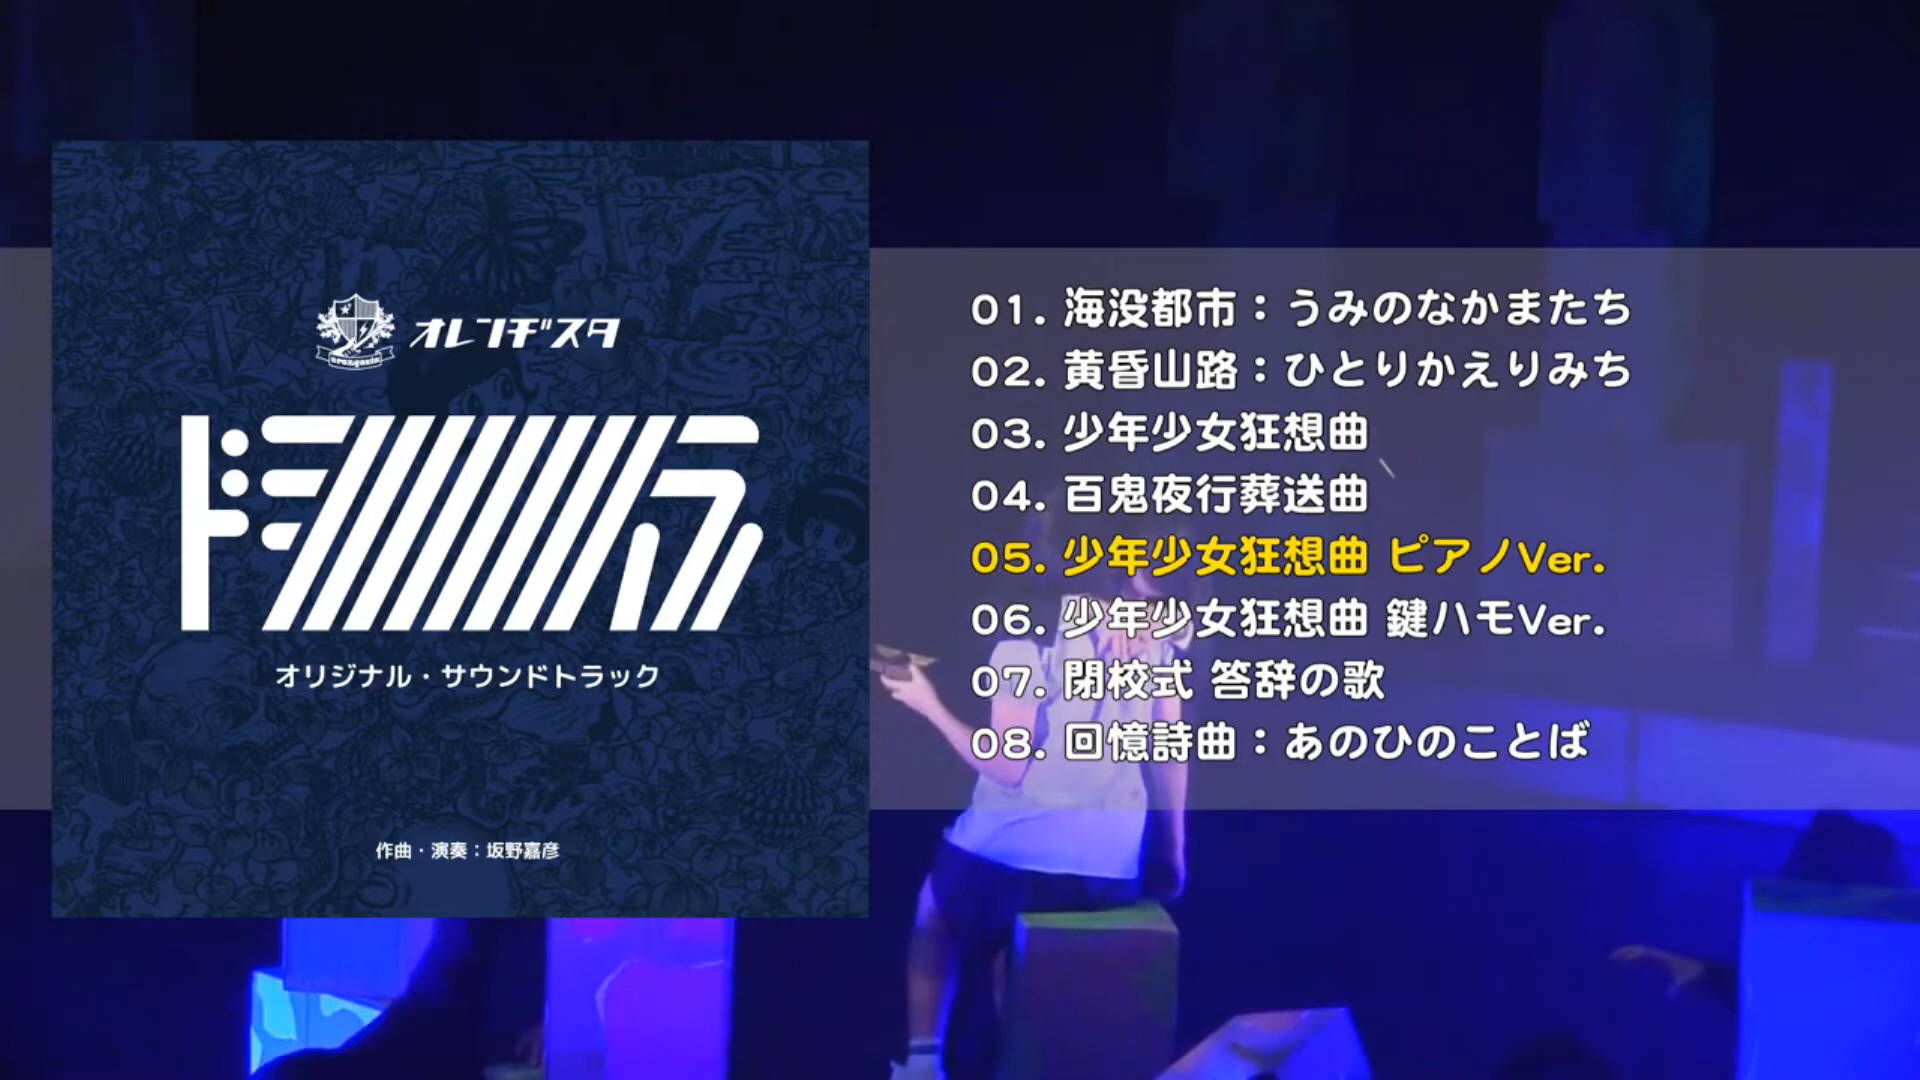 orangesta
オレンヂスタ
オリジナル・サウンドトラック
作曲・演奏：坂野嘉彦
01. 海没都市：うみのなかまたち
02. 黄昏山路：ひとりかえりみち
03. 少年少女狂想曲
04. 百鬼夜行葬送曲
05. 少年少女狂想曲 ピアノVer.
06. 少年少女狂想曲 鍵ハモVer.
07. 閉校式 答辞の歌
08. 回憶詩曲：あのひのことば